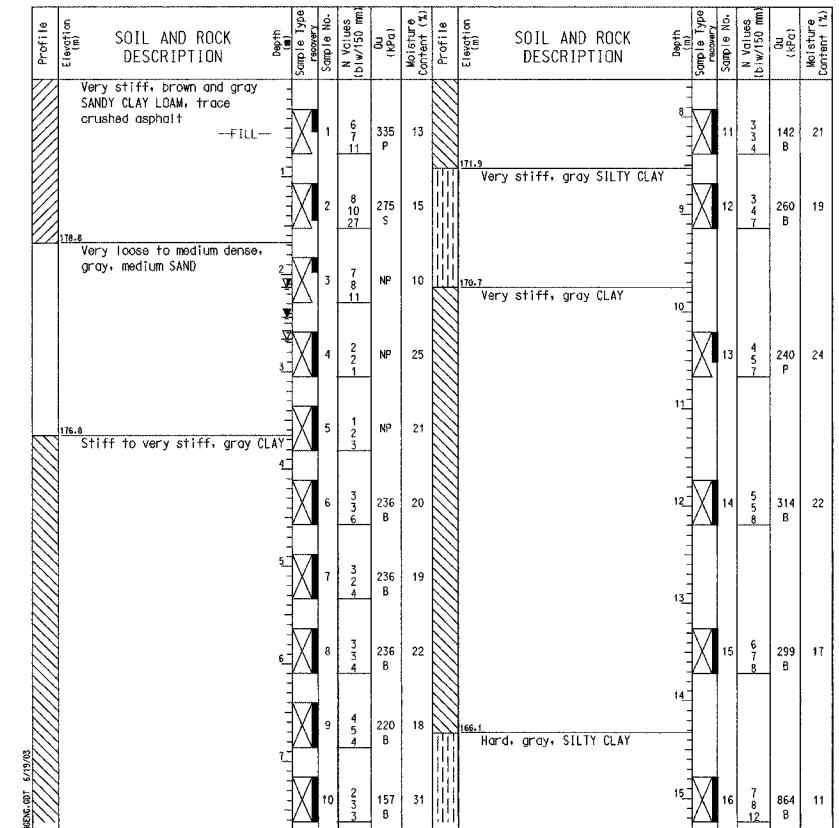 Profile
Elevation (m)
SOIL AND ROCK
DESCRIPTION
Depth (m)
Sample Type
recovery
Sample No.
N Values
(blw/150 mm)
Qu
(kPa)
Moisture
Content (%)
Very stiff, brown and gray
SANDY CLAY LOAM, trace
crushed asphalt
--FILL--
6
7
11
1
335
P
13
1
8
10
27
2
275
S
15
178.8
Very loose to medium dense,
gray, medium SAND
2
7
8
11
3
NP
10
2
2
1
4
NP
25
3
1
2
3
5
NP
21
176.8
Stiff to very stiff, gray CLAY
4
3
3
6
6
236
B
20
5
3
2
4
7
236
B
19
3
3
4
8
236
B
22
6
4
5
4
9
220
B
18
7
2
3
3
10
157
B
31
GENG.GDT 6/19/03
Profile
Elevation (m)
SOIL AND ROCK
DESCRIPTION
Depth (m)
Sample Type
recovery
Sample No.
N Values
(blw/150 mm)
Qu
(kPa)
Moisture
Content (%)
8
3
3
4
11
142
B
21
171.9
Very stiff, gray SILTY CLAY
9
3
4
7
12
260
B
19
170.7
Very stiff, gray CLAY
10
4
5
7
13
240
P
24
11
12
5
5
8
14
314
B
22
13
6
7
8
15
299
B
17
14
166.1
Hard, gray, SILTY CLAY
15
7
8
12
16
864
B
11